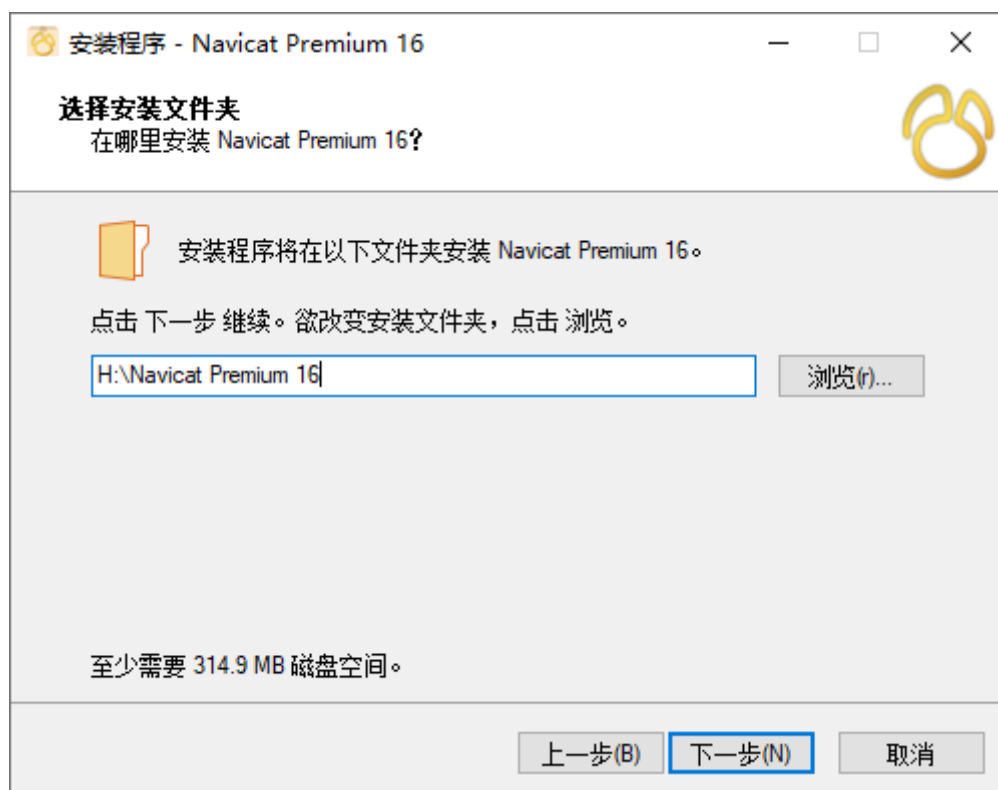 安装程序 - Navicat Premium 16
选择安装文件夹
在哪里安装 Navicat Premium 16?
安装程序将在以下文件夹安装 Navicat Premium 16。
点击 下一步 继续。欲改变安装文件夹，点击 浏览。
H:\Navicat Premium 16
浏览(r)...
至少需要 314.9 MB 磁盘空间。
上一步(B)
下一步(N)
取消